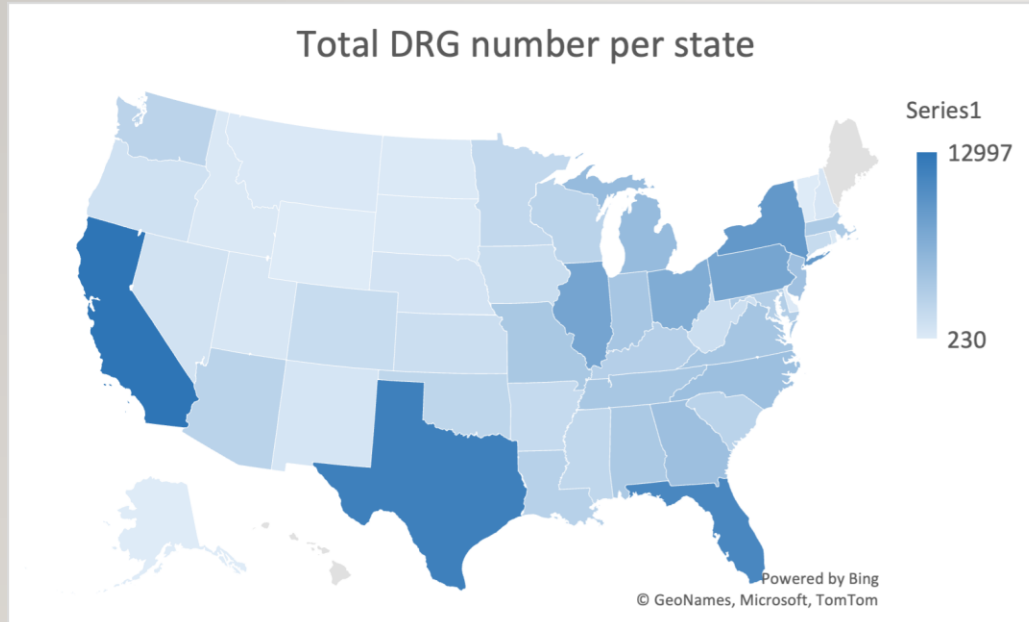 Total DRG number per state
Series1
12997
230
Powered by Bing
© GeoNames, Microsoft, TomTom